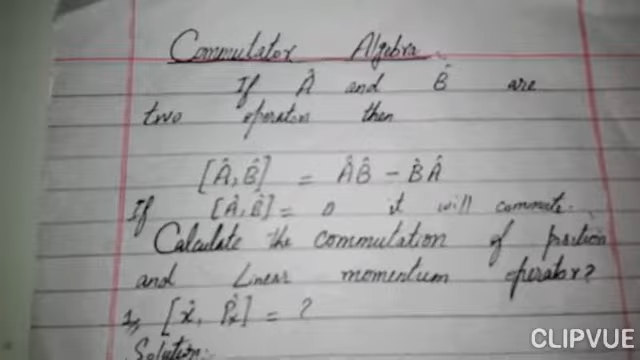 Commutator Algebra.
If Â and B̂ are
two operators then
[Â, B̂] = ÂB̂ - B̂Â
If [Â, B̂] = 0 it will commute.
Calculate the commutation of position
and Linear momentum operator?
1, [x̂, P̂x] = ?
Solution:
CLIPVUE